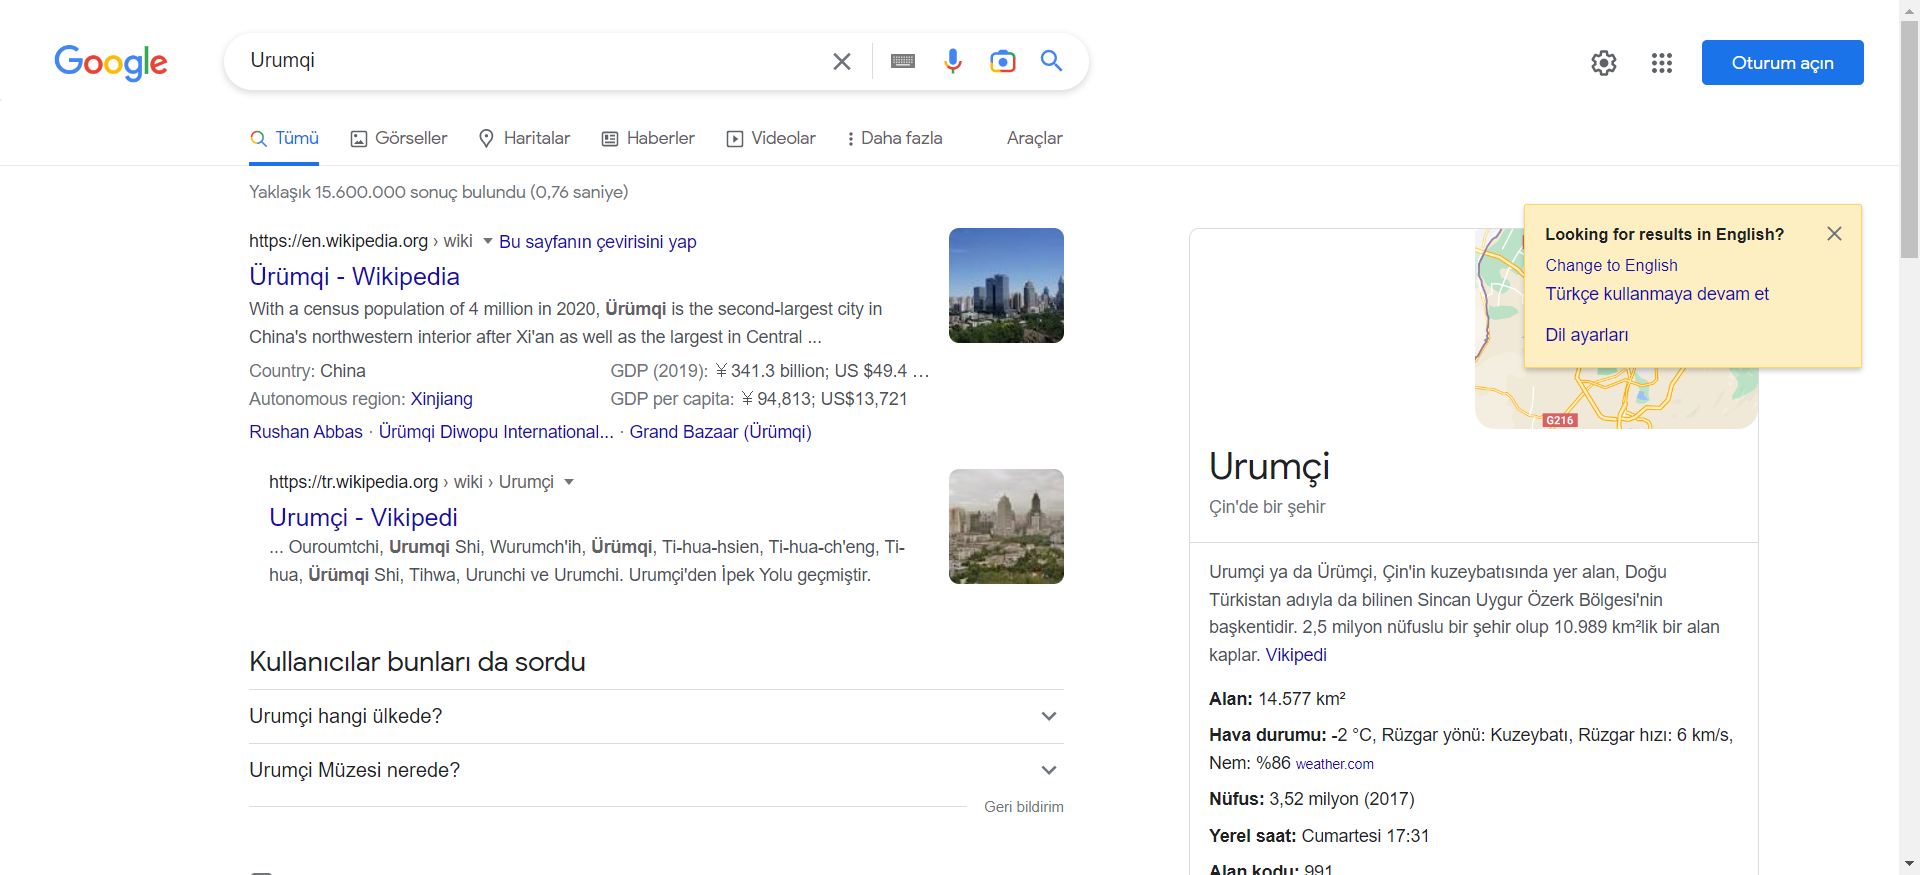 Google
Urumqi
Oturum açın
Tümü
Görseller
Haritalar
Haberler
Videolar
Daha fazla
Araçlar
Yaklaşık 15.600.000 sonuç bulundu (0,76 saniye)
https://en.wikipedia.org › wiki Bu sayfanın çevirisini yap
Ürümqi - Wikipedia
With a census population of 4 million in 2020, Ürümqi is the second-largest city in
China's northwestern interior after Xi'an as well as the largest in Central ...
Country: China
GDP (2019): ¥ 341.3 billion; US $49.4 …
Autonomous region: Xinjiang
GDP per capita: ¥ 94,813; US$13,721
Rushan Abbas · Ürümqi Diwopu International... · Grand Bazaar (Ürümqi)
https://tr.wikipedia.org › wiki › Urumçi
Urumçi - Vikipedi
... Ouroumtchi, Urumqi Shi, Wurumch'ih, Ürümqi, Ti-hua-hsien, Ti-hua-ch'eng, Ti-
hua, Ürümqi Shi, Tihwa, Urunchi ve Urumchi. Urumçi'den İpek Yolu geçmiştir.
Kullanıcılar bunları da sordu
Urumçi hangi ülkede?
Urumçi Müzesi nerede?
Geri bildirim
Looking for results in English?
Change to English
Türkçe kullanmaya devam et
Dil ayarları
G216
Urumçi
Çin'de bir şehir
Urumçi ya da Ürümçi, Çin'in kuzeybatısında yer alan, Doğu
Türkistan adıyla da bilinen Sincan Uygur Özerk Bölgesi'nin
başkentidir. 2,5 milyon nüfuslu bir şehir olup 10.989 km²lik bir alan
kaplar. Vikipedi
Alan: 14.577 km²
Hava durumu: -2 °C, Rüzgar yönü: Kuzeybatı, Rüzgar hızı: 6 km/s,
Nem: %86 weather.com
Nüfus: 3,52 milyon (2017)
Yerel saat: Cumartesi 17:31
Alan kodu: 991